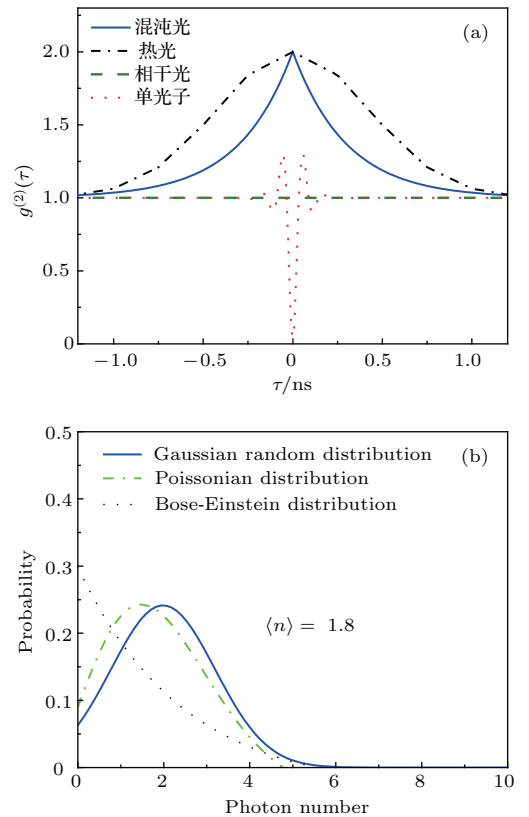 (a)
混沌光
热光
相干光
单光子
2.0
1.5
1.0
0.5
0
g(2)(τ)
−1.0 −0.5 0 0.5 1.0
τ/ns
(b)
Gaussian random distribution
Poissonian distribution
Bose-Einstein distribution
0.5
0.4
0.3
0.2
0.1
0
Probability
⟨n⟩ = 1.8
0 2 4 6 8 10
Photon number